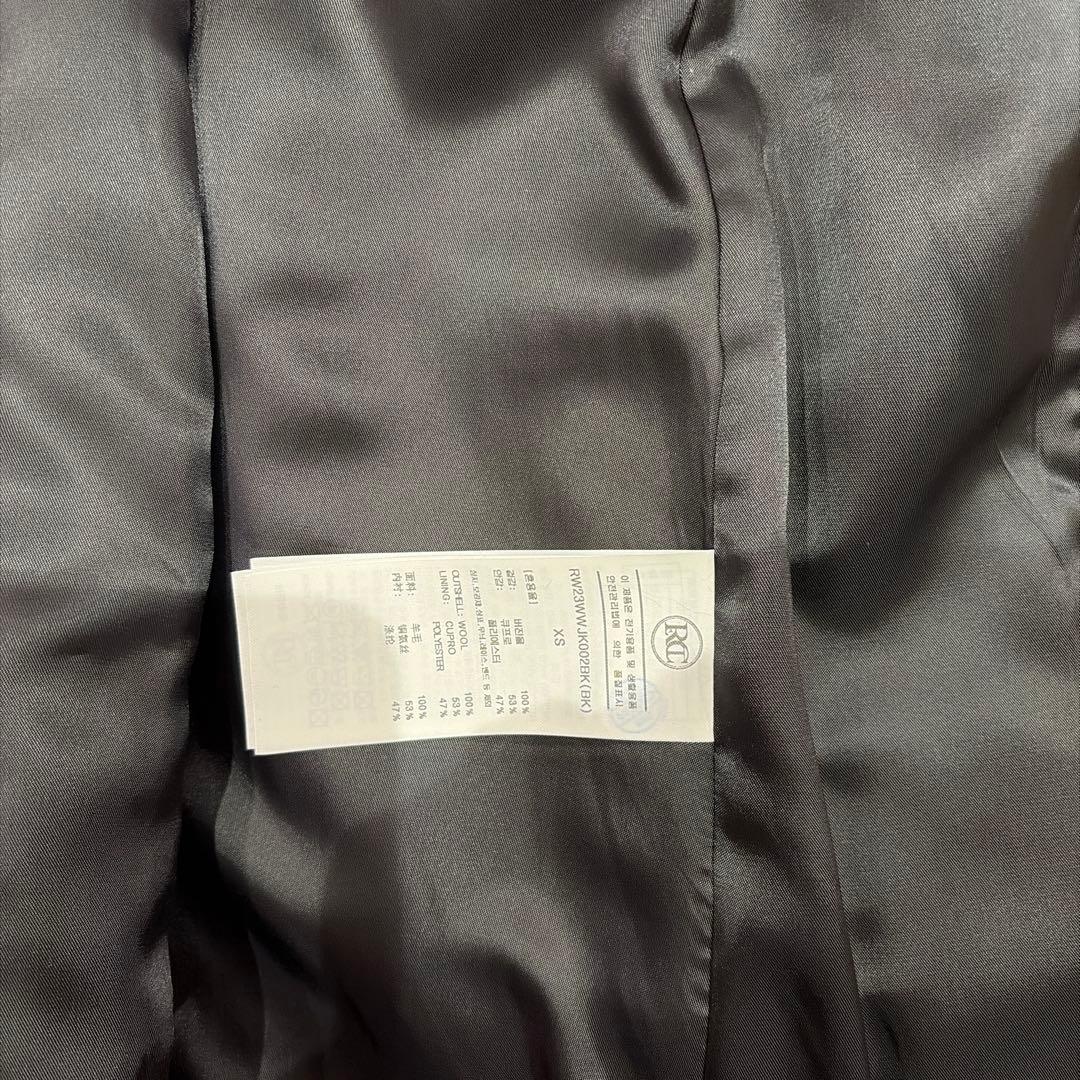 RC
이 제품은 전기용품 및 생활용품
안전관리법에 의한 품질표시
RW23WWJK002BK(BK)
XS
[혼용율]
겉감: 버진울 100%
안감: 큐프로 53%
폴리에스터 47%
OUTSHELL: WOOL 100%
LINING: CUPRO 53%
POLYESTER 47%
面料: 羊毛 100%
内衬: 铜氨丝 53%
涤纶 47%